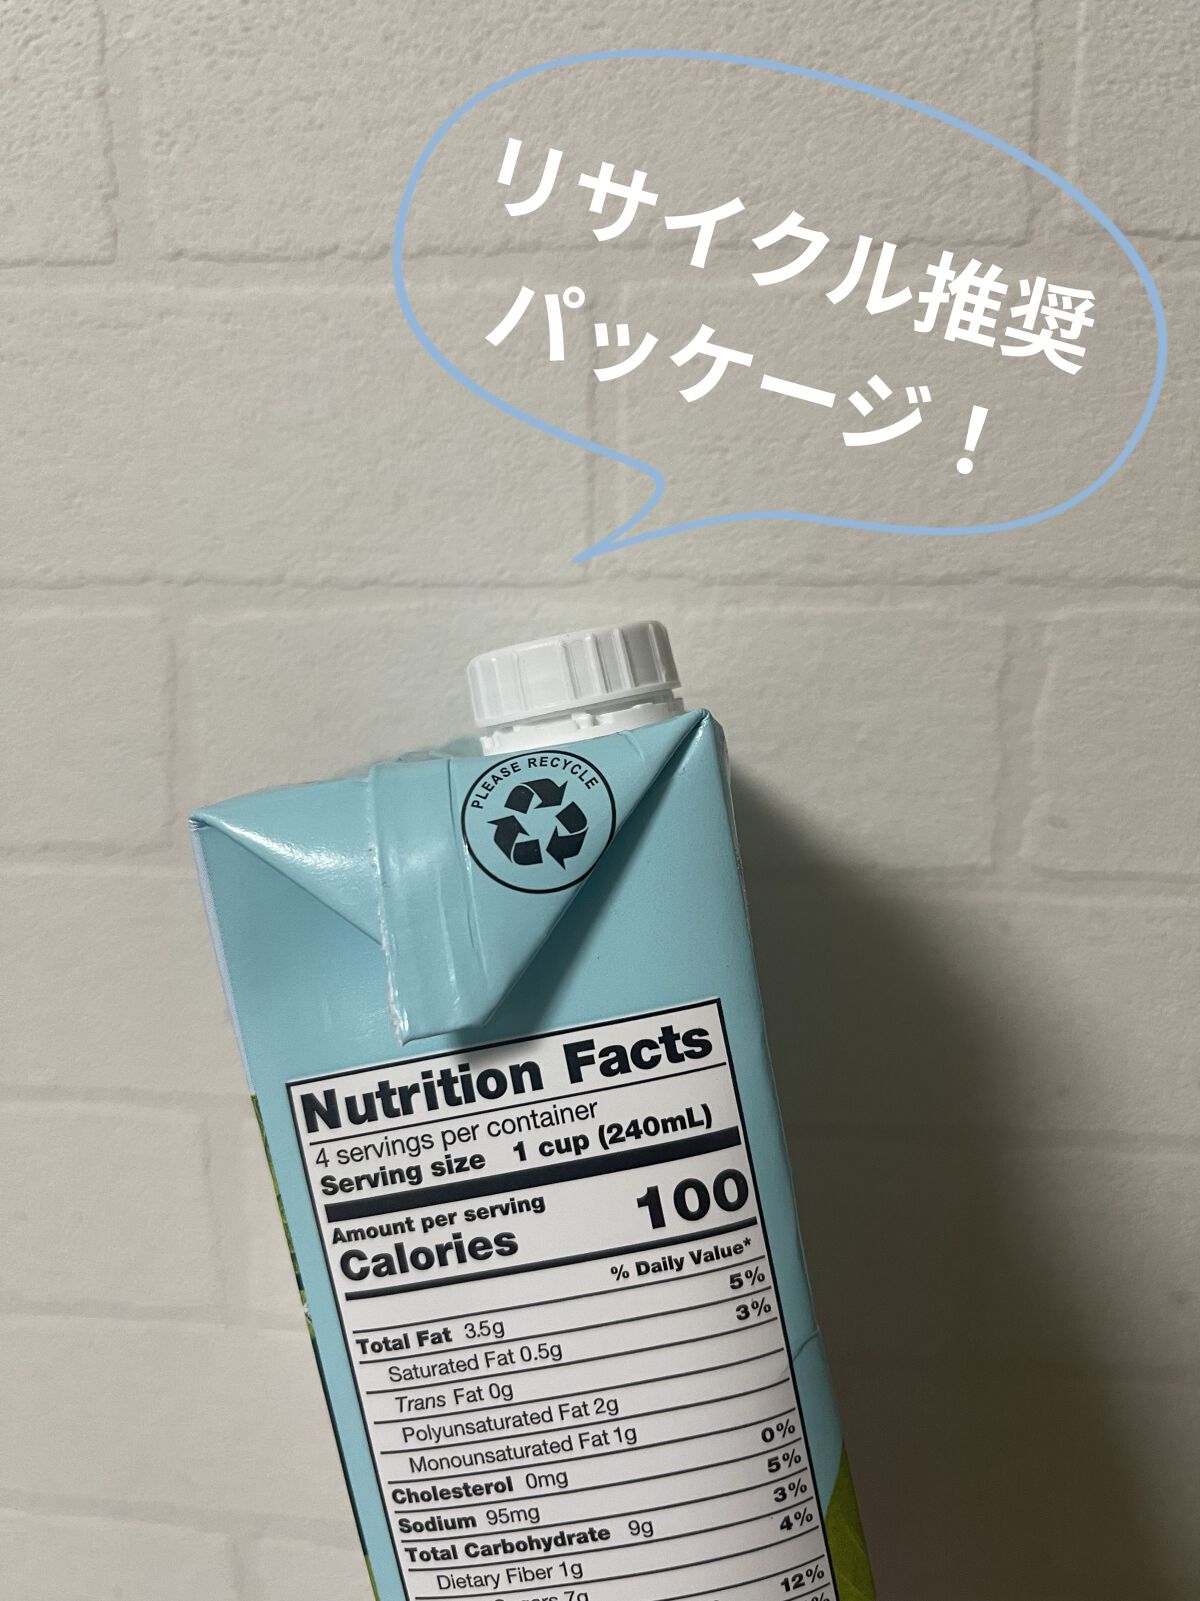 リサイクル推奨
パッケージ！
PLEASE RECYCLE
Nutrition Facts
4 servings per container
Serving size 1 cup (240mL)
Amount per serving
Calories 100
% Daily Value*
Total Fat 3.5g 5%
Saturated Fat 0.5g 3%
Trans Fat 0g
Polyunsaturated Fat 2g
Monounsaturated Fat 1g
Cholesterol 0mg 0%
Sodium 95mg 5%
Total Carbohydrate 9g 3%
Dietary Fiber 1g 4%
7g
12%